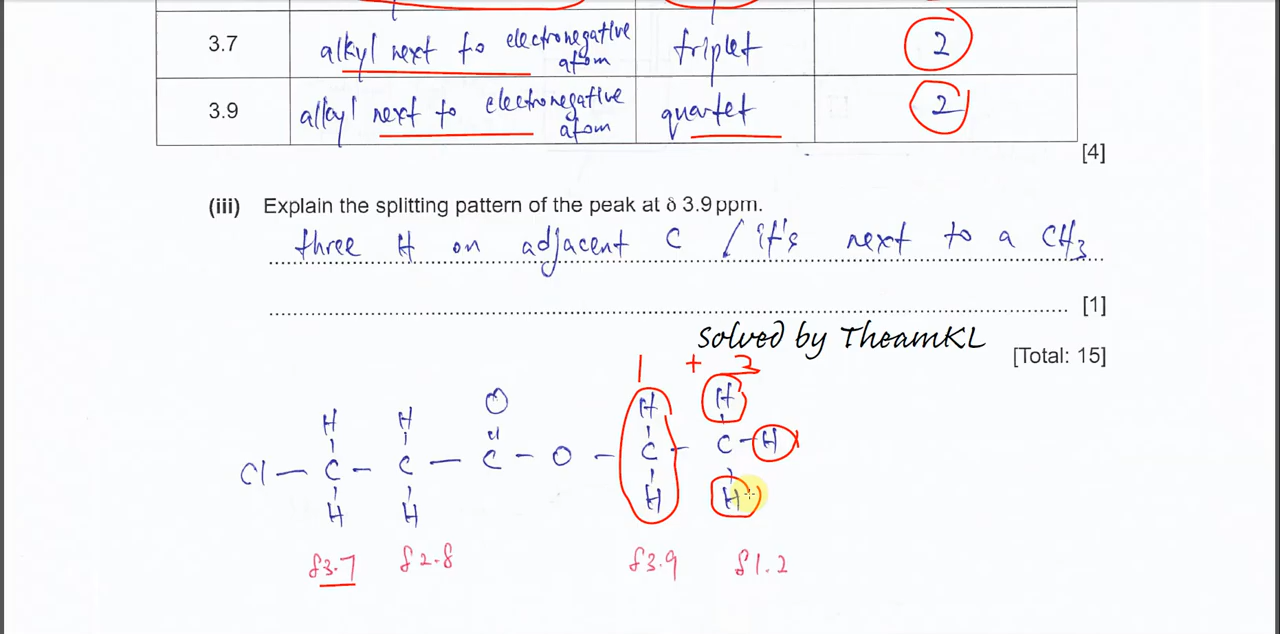 3.7 alkyl next to electronegative atom triplet 2
3.9 alkyl next to electronegative atom quartet 2
[4]
(iii) Explain the splitting pattern of the peak at δ 3.9 ppm.
three H on adjacent C / it's next to a CH3
[1]
Solved by TheamKL
[Total: 15]
1 + 3
H H O H H
Cl — C — C — C — O — C — C — H
H H H H
δ3.7 δ2.8 δ3.9 δ1.2